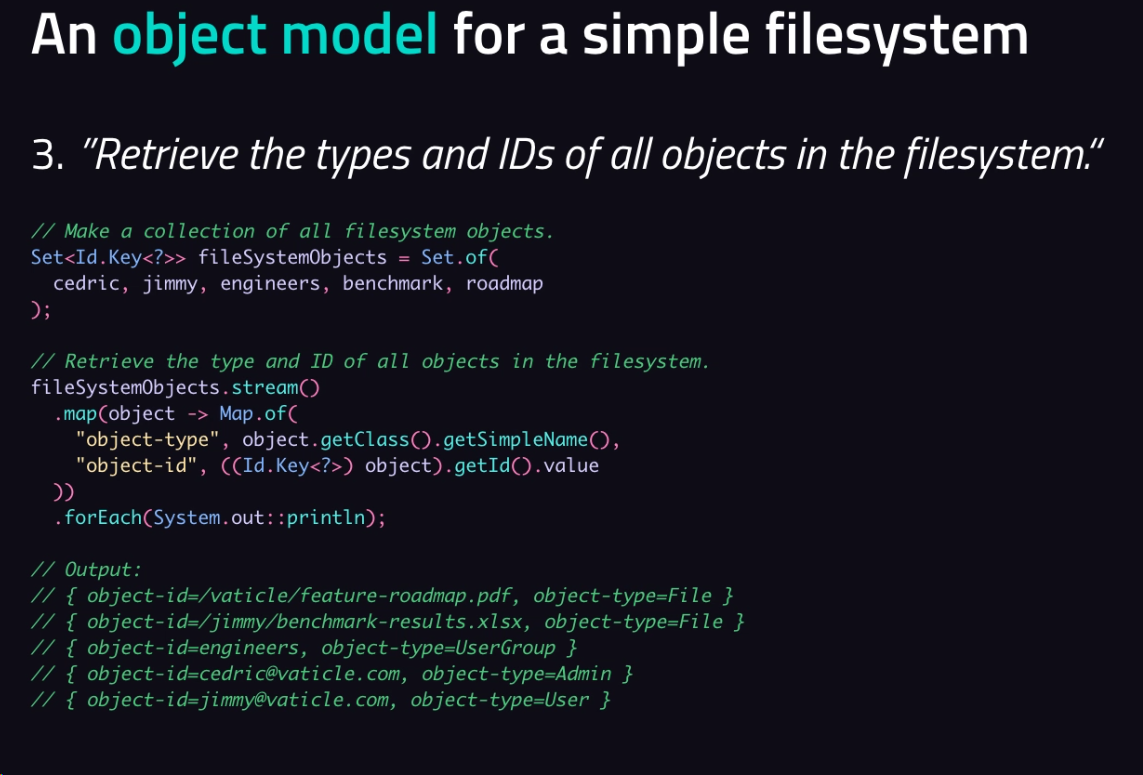 An object model for a simple filesystem
3. ”Retrieve the types and IDs of all objects in the filesystem.“
// Make a collection of all filesystem objects.
Set<Id.Key<?>> fileSystemObjects = Set.of(
  cedric, jimmy, engineers, benchmark, roadmap
);
// Retrieve the type and ID of all objects in the filesystem.
fileSystemObjects.stream()
  .map(object -> Map.of(
    "object-type", object.getClass().getSimpleName(),
    "object-id", ((Id.Key<?>) object).getId().value
  ))
  .forEach(System.out::println);
// Output:
// { object-id=/vaticle/feature-roadmap.pdf, object-type=File }
// { object-id=/jimmy/benchmark-results.xlsx, object-type=File }
// { object-id=engineers, object-type=UserGroup }
// { object-id=cedric@vaticle.com, object-type=Admin }
// { object-id=jimmy@vaticle.com, object-type=User }